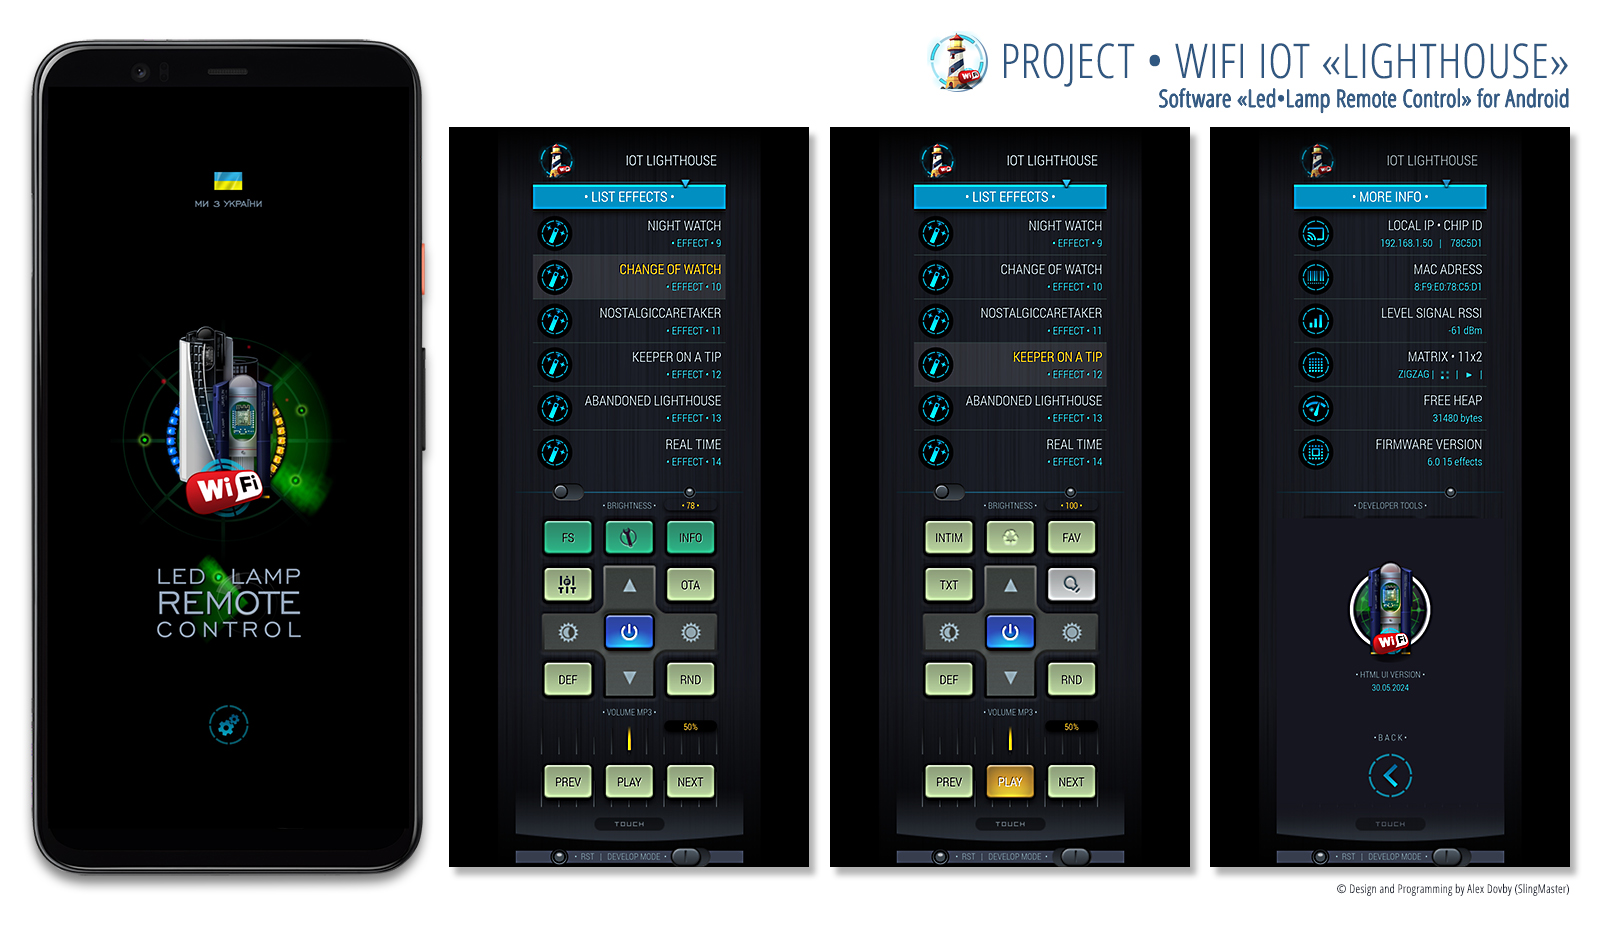 PROJECT • WIFI IOT «LIGHTHOUSE»
Software «Led•Lamp Remote Control» for Android
МИ З УКРАЇНИ
WiFi
LED LAMP
REMOTE
CONTROL
IOT LIGHTHOUSE
• LIST EFFECTS •
NIGHT WATCH
• EFFECT • 9
CHANGE OF WATCH
• EFFECT • 10
NOSTALGICCARETAKER
• EFFECT • 11
KEEPER ON A TIP
• EFFECT • 12
ABANDONED LIGHTHOUSE
• EFFECT • 13
REAL TIME
• EFFECT • 14
• BRIGHTNESS • • 78 •
FS INFO
OTA
DEF RND
• VOLUME MP3 •
50%
PREV PLAY NEXT
TOUCH
• RST | DEVELOP MODE •
IOT LIGHTHOUSE
• LIST EFFECTS •
NIGHT WATCH
• EFFECT • 9
CHANGE OF WATCH
• EFFECT • 10
NOSTALGICCARETAKER
• EFFECT • 11
KEEPER ON A TIP
• EFFECT • 12
ABANDONED LIGHTHOUSE
• EFFECT • 13
REAL TIME
• EFFECT • 14
• BRIGHTNESS • • 100 •
INTIM FAV
TXT
DEF RND
• VOLUME MP3 •
50%
PREV PLAY NEXT
TOUCH
• RST | DEVELOP MODE •
IOT LIGHTHOUSE
• MORE INFO •
LOCAL IP • CHIP ID
192.168.1.50 | 78C5D1
MAC ADRESS
8:F9:E0:78:C5:D1
LEVEL SIGNAL RSSI
-61 dBm
MATRIX • 11x2
ZIGZAG | | ► |
FREE HEAP
31480 bytes
FIRMWARE VERSION
6.0 15 effects
• DEVELOPER TOOLS •
WiFi
• HTML UI VERSION •
30.05.2024
• BACK •
TOUCH
• RST | DEVELOP MODE •
© Design and Programming by Alex Dovby (SlingMaster)